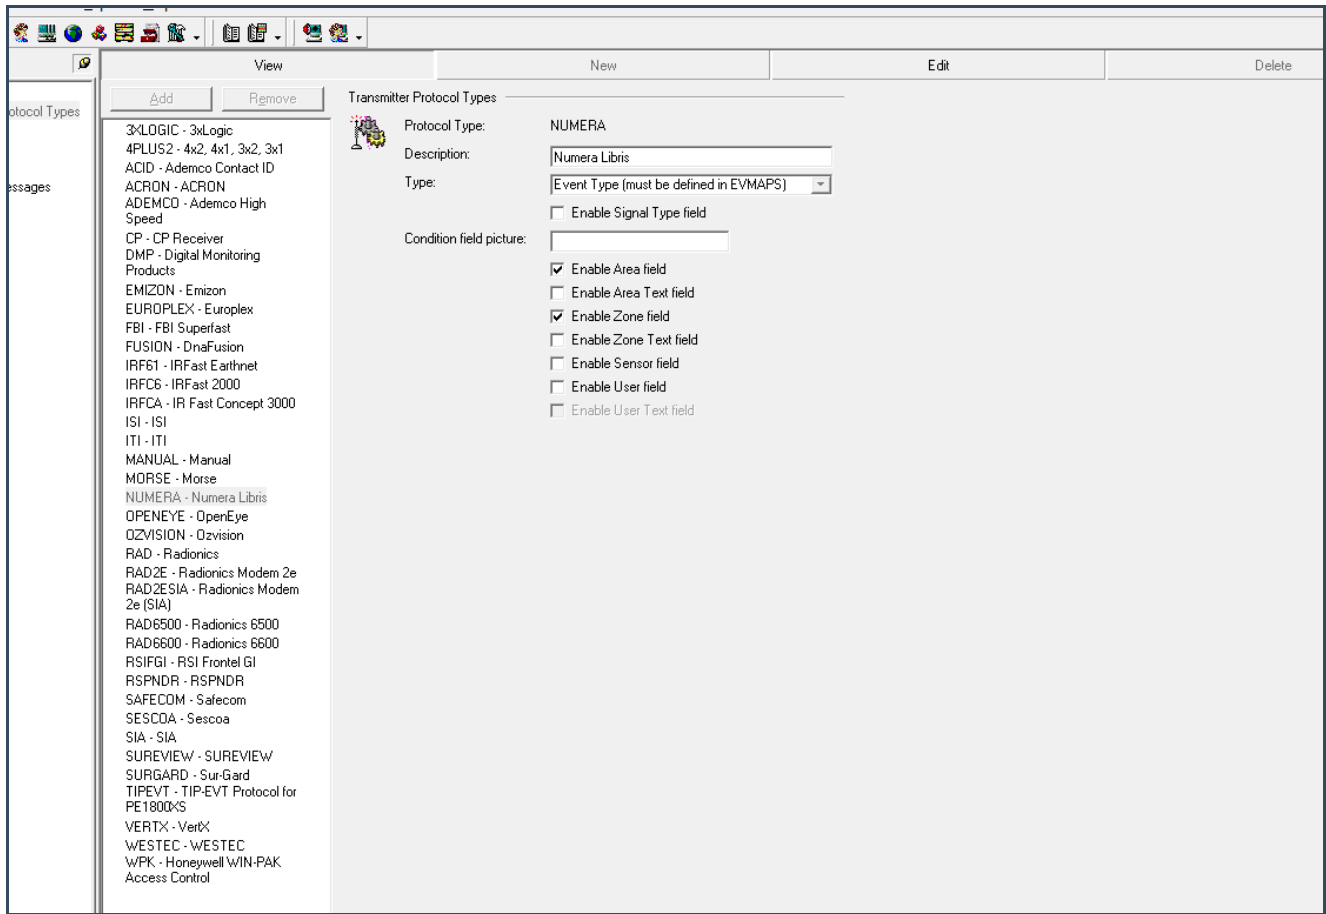 View New Edit Delete
otocol Types
essages
Add Remove
3XLOGIC - 3xLogic
4PLUS2 - 4x2, 4x1, 3x2, 3x1
ACID - Ademco Contact ID
ACRON - ACRON
ADEMCO - Ademco High
Speed
CP - CP Receiver
DMP - Digital Monitoring
Products
EMIZON - Emizon
EUROPLEX - Europlex
FBI - FBI Superfast
FUSION - DnaFusion
IRF61 - IRFast Earthnet
IRFC6 - IRFast 2000
IRFCA - IR Fast Concept 3000
ISI - ISI
ITI - ITI
MANUAL - Manual
MORSE - Morse
NUMERA - Numera Libris
OPENEYE - OpenEye
OZVISION - Ozvision
RAD - Radionics
RAD2E - Radionics Modem 2e
RAD2ESIA - Radionics Modem
2e (SIA)
RAD6500 - Radionics 6500
RAD6600 - Radionics 6600
RSIFGI - RSI Frontel GI
RSPNDR - RSPNDR
SAFECOM - Safecom
SESCOA - Sescoa
SIA - SIA
SUREVIEW - SUREVIEW
SURGARD - Sur-Gard
TIPEVT - TIP-EVT Protocol for
PE1800XS
VERTX - VertX
WESTEC - WESTEC
WPK - Honeywell WIN-PAK
Access Control
Transmitter Protocol Types
Protocol Type: NUMERA
Description: Numera Libris
Type: Event Type (must be defined in EVMAPS)
Enable Signal Type field
Condition field picture:
Enable Area field
Enable Area Text field
Enable Zone field
Enable Zone Text field
Enable Sensor field
Enable User field
Enable User Text field